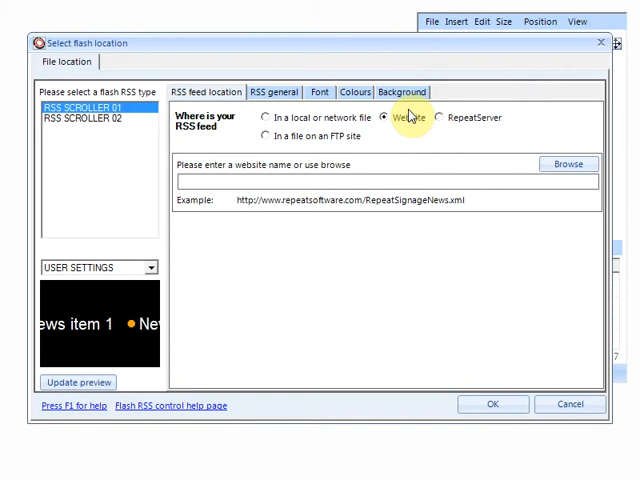 File Insert Edit Size Position View
Select flash location
File location
Please select a flash RSS type
RSS SCROLLER 01
RSS SCROLLER 02
RSS feed location RSS general Font Colours Background
Where is your RSS feed
In a local or network file Website RepeatServer
In a file on an FTP site
Please enter a website name or use browse
Browse
Example: http://www.repeatsoftware.com/RepeatSignageNews.xml
USER SETTINGS
ews item 1 Ne
Update preview
Press F1 for help Flash RSS control help page
OK Cancel
7